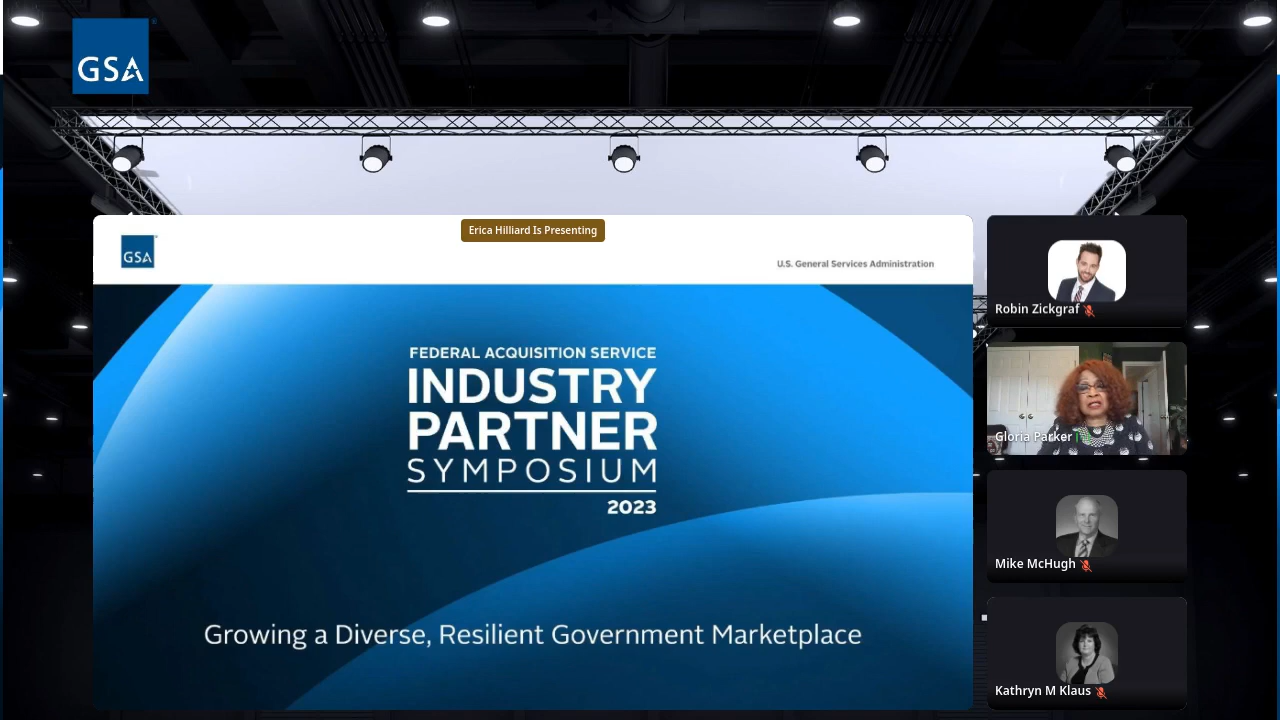 GSA
Erica Hilliard Is Presenting
GSA
U.S. General Services Administration
FEDERAL ACQUISITION SERVICE
INDUSTRY
PARTNER
SYMPOSIUM
2023
Growing a Diverse, Resilient Government Marketplace
Robin Zickgraf
Gloria Parker
Mike McHugh
Kathryn M Klaus